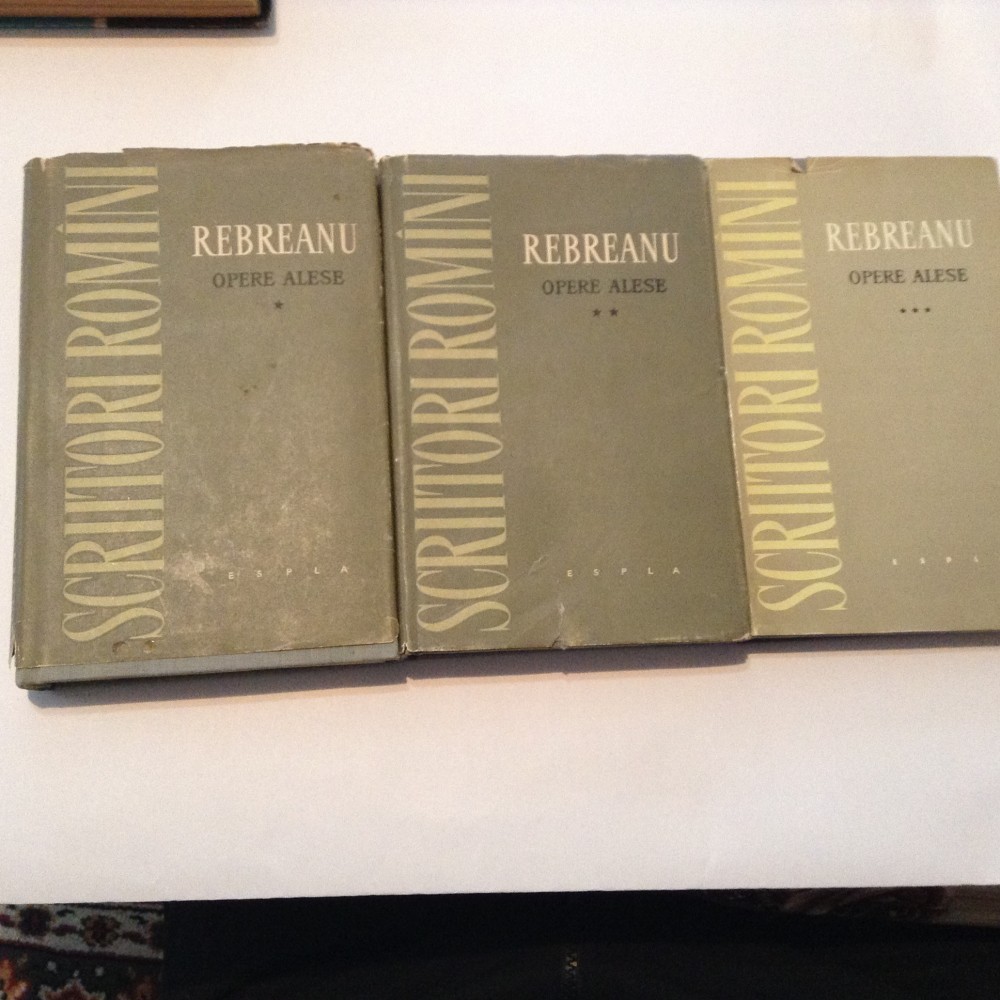 SCRIITORI ROMÎNI
REBREANU
OPERE ALESE
*
ESPLA
SCRIITORI ROMÎNI
REBREANU
OPERE ALESE
**
ESPLA
SCRIITORI ROMÎNI
REBREANU
OPERE ALESE
***
ESPL